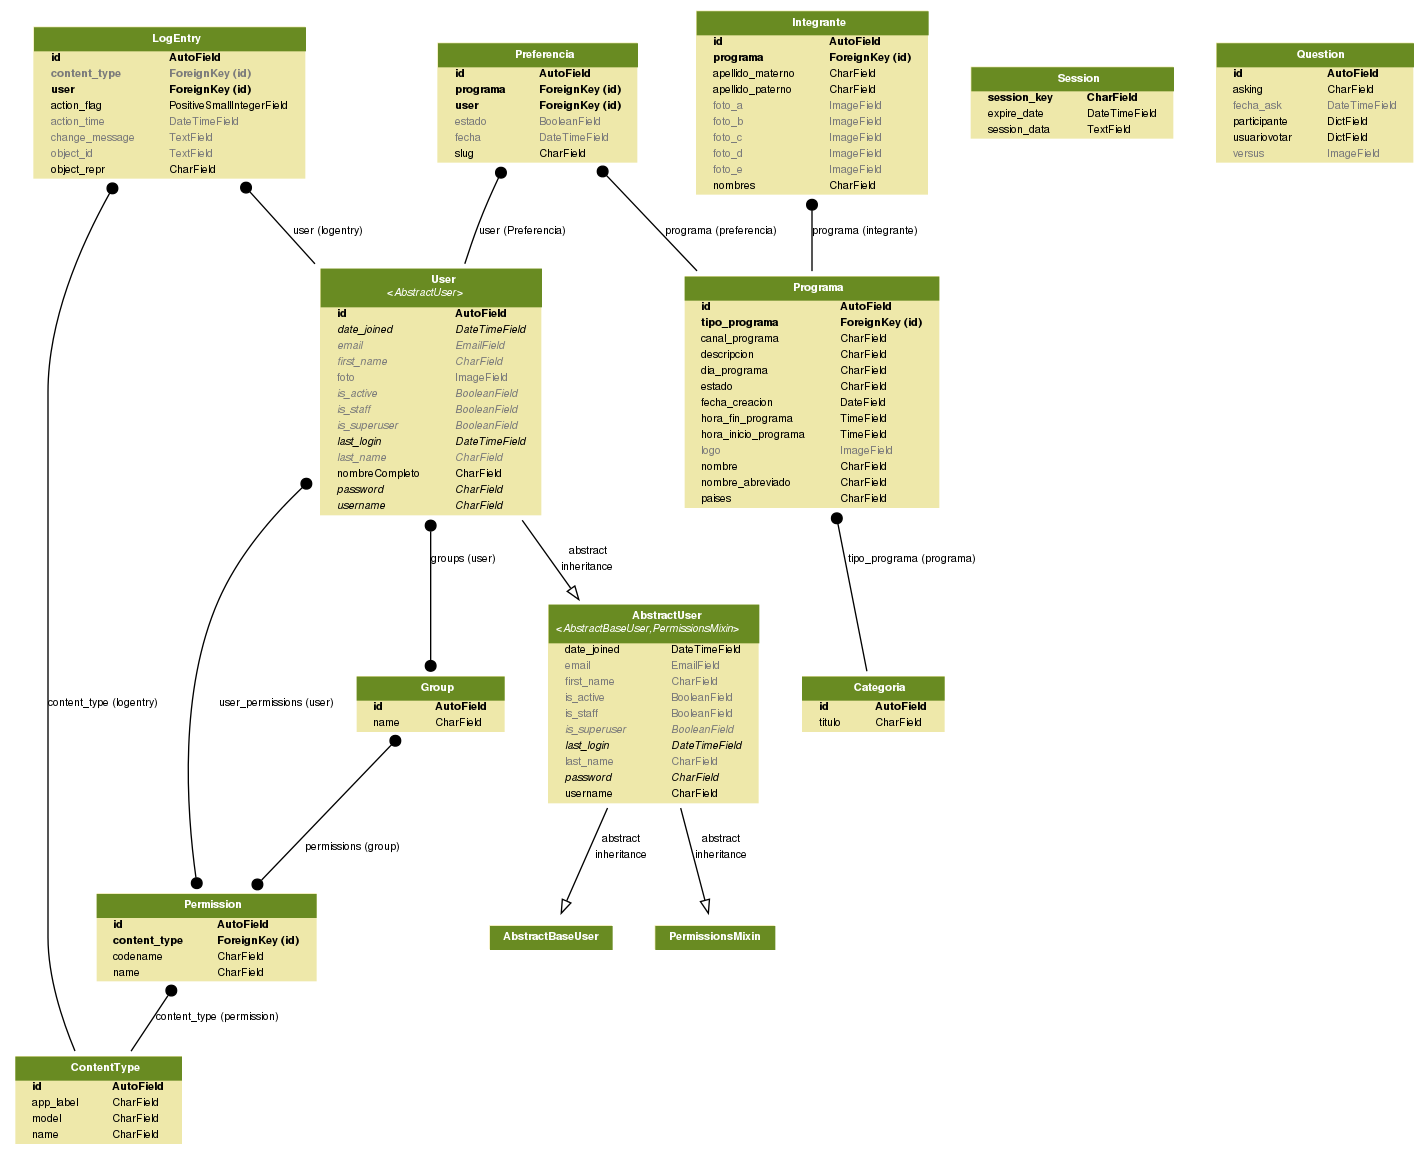 LogEntry
id AutoField
content_type ForeignKey (id)
user ForeignKey (id)
action_flag PositiveSmallIntegerField
action_time DateTimeField
change_message TextField
object_id TextField
object_repr CharField
Preferencia
id AutoField
programa ForeignKey (id)
user ForeignKey (id)
estado BooleanField
fecha DateTimeField
slug CharField
Integrante
id AutoField
programa ForeignKey (id)
apellido_materno CharField
apellido_paterno CharField
foto_a ImageField
foto_b ImageField
foto_c ImageField
foto_d ImageField
foto_e ImageField
nombres CharField
Session
session_key CharField
expire_date DateTimeField
session_data TextField
Question
id AutoField
asking CharField
fecha_ask DateTimeField
participante DictField
usuariovotar DictField
versus ImageField
user (logentry)
user (Preferencia)
programa (preferencia)
programa (integrante)
User
<AbstractUser>
id AutoField
date_joined DateTimeField
email EmailField
first_name CharField
foto ImageField
is_active BooleanField
is_staff BooleanField
is_superuser BooleanField
last_login DateTimeField
last_name CharField
nombreCompleto CharField
password CharField
username CharField
Programa
id AutoField
tipo_programa ForeignKey (id)
canal_programa CharField
descripcion CharField
dia_programa CharField
estado CharField
fecha_creacion DateField
hora_fin_programa TimeField
hora_inicio_programa TimeField
logo ImageField
nombre CharField
nombre_abreviado CharField
paises CharField
groups (user)
abstract
inheritance
tipo_programa (programa)
AbstractUser
<AbstractBaseUser,PermissionsMixin>
date_joined DateTimeField
email EmailField
first_name CharField
is_active BooleanField
is_staff BooleanField
is_superuser BooleanField
last_login DateTimeField
last_name CharField
password CharField
username CharField
content_type (logentry)
user_permissions (user)
Group
id AutoField
name CharField
Categoria
id AutoField
titulo CharField
permissions (group)
abstract
inheritance
abstract
inheritance
Permission
id AutoField
content_type ForeignKey (id)
codename CharField
name CharField
AbstractBaseUser
PermissionsMixin
content_type (permission)
ContentType
id AutoField
app_label CharField
model CharField
name CharField